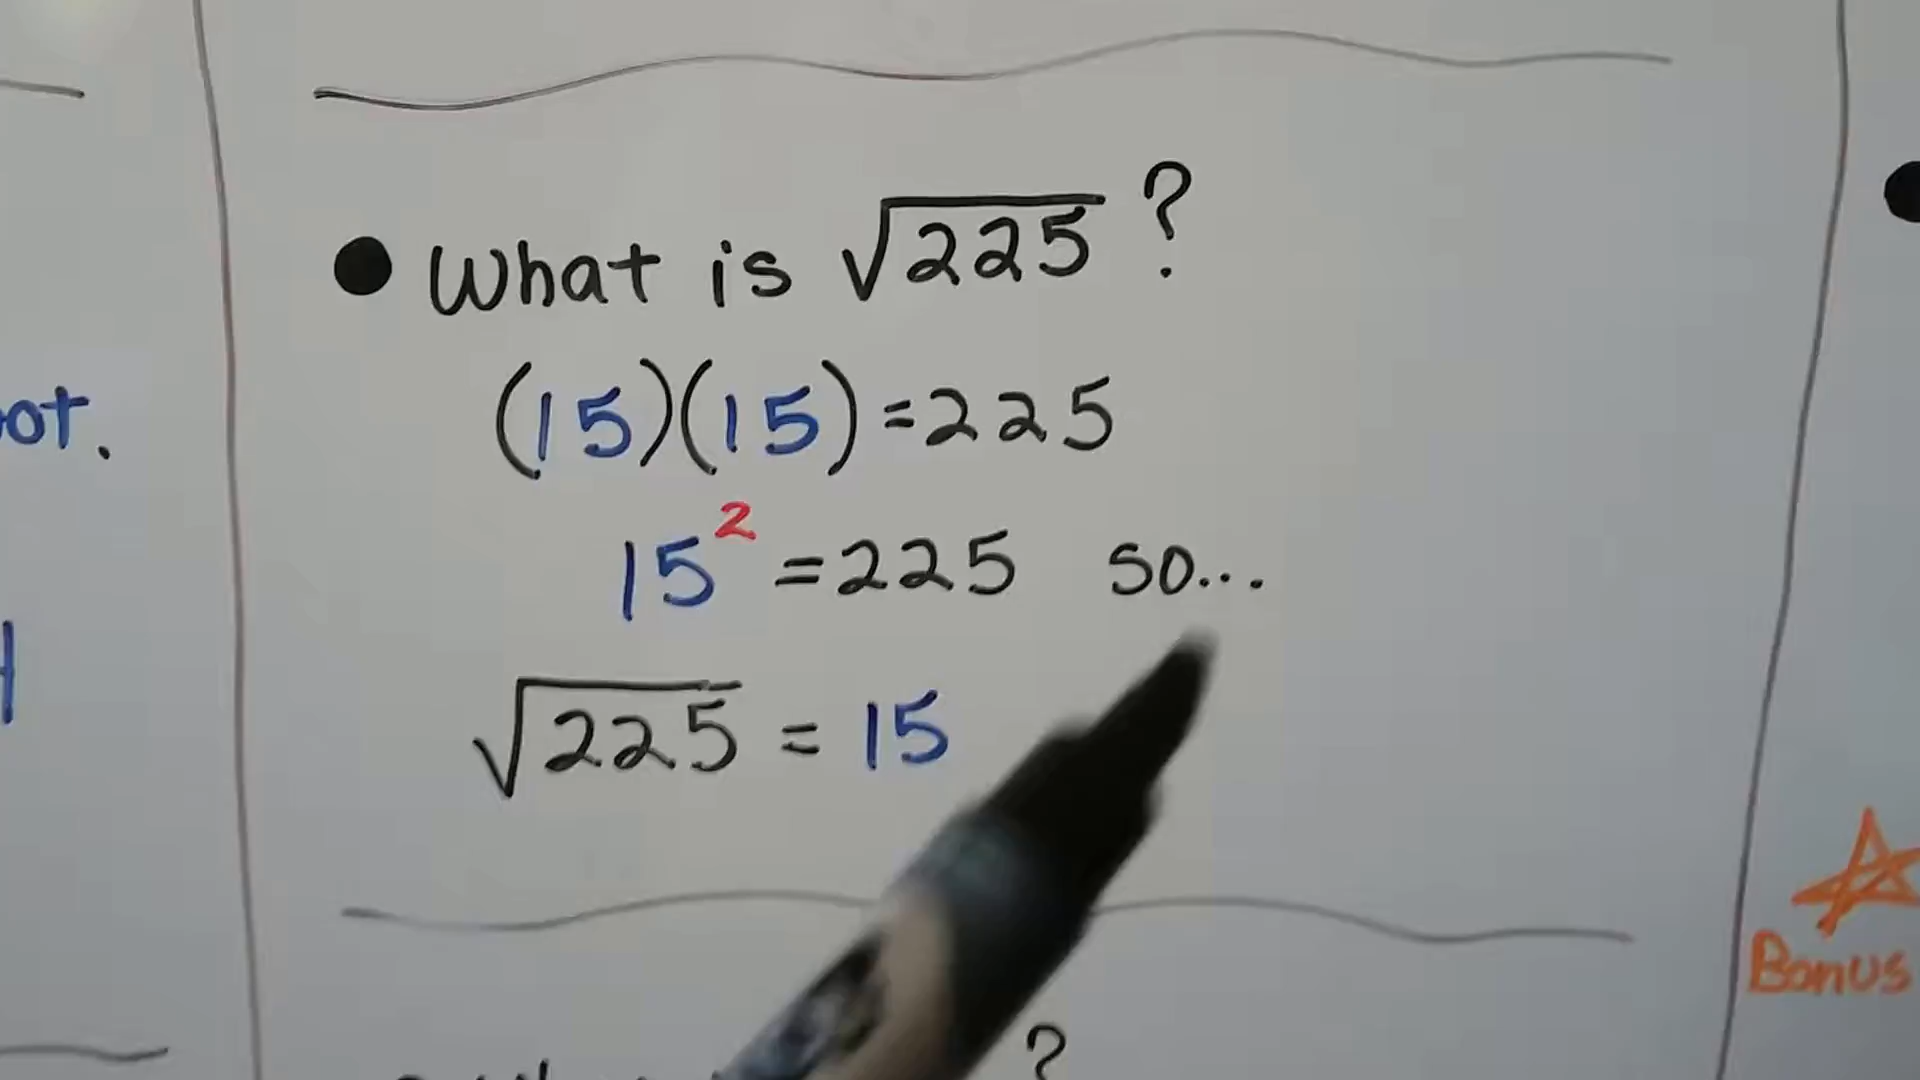 What is √225 ?
(15)(15) = 225
15² = 225 so...
√225 = 15
ot.
Bonus
?